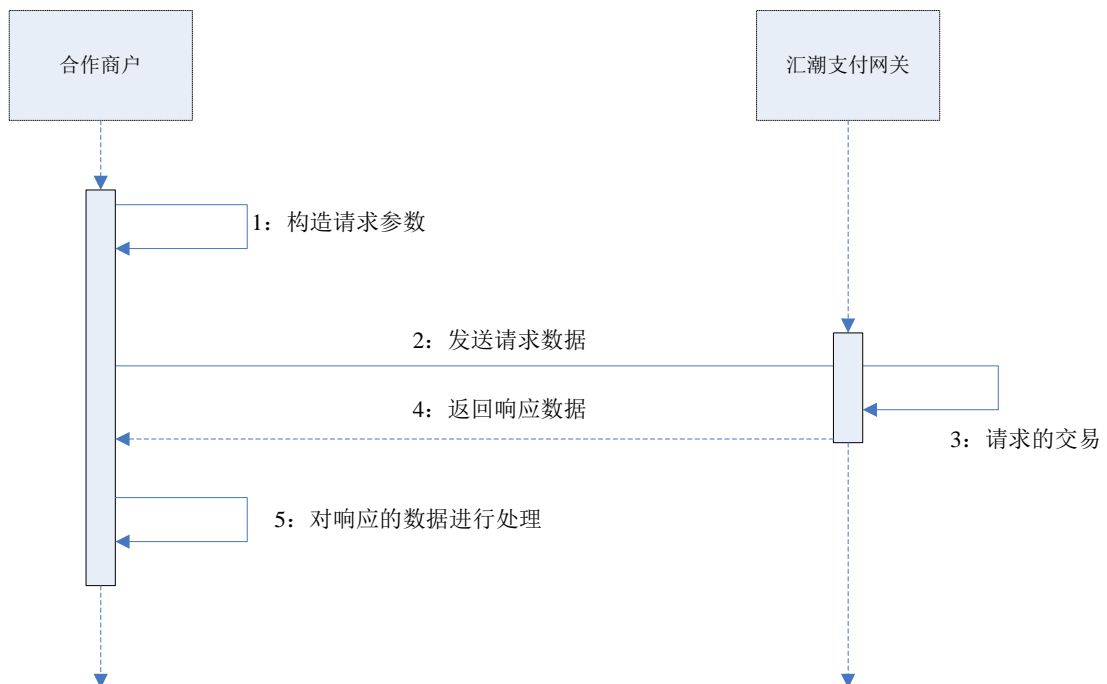 合作商户
汇潮支付网关
1：构造请求参数
2：发送请求数据
4：返回响应数据
3：请求的交易
5：对响应的数据进行处理